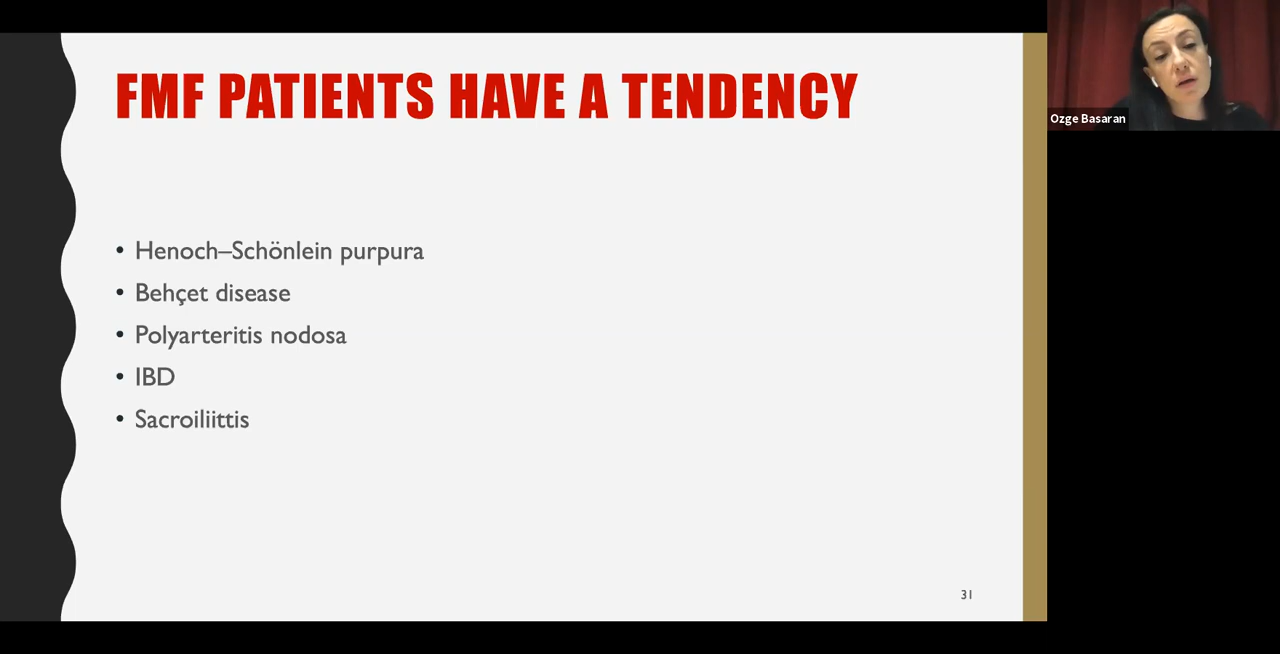 FMF PATIENTS HAVE A TENDENCY
• Henoch–Schönlein purpura
• Behçet disease
• Polyarteritis nodosa
• IBD
• Sacroiliittis
31
Ozge Basaran